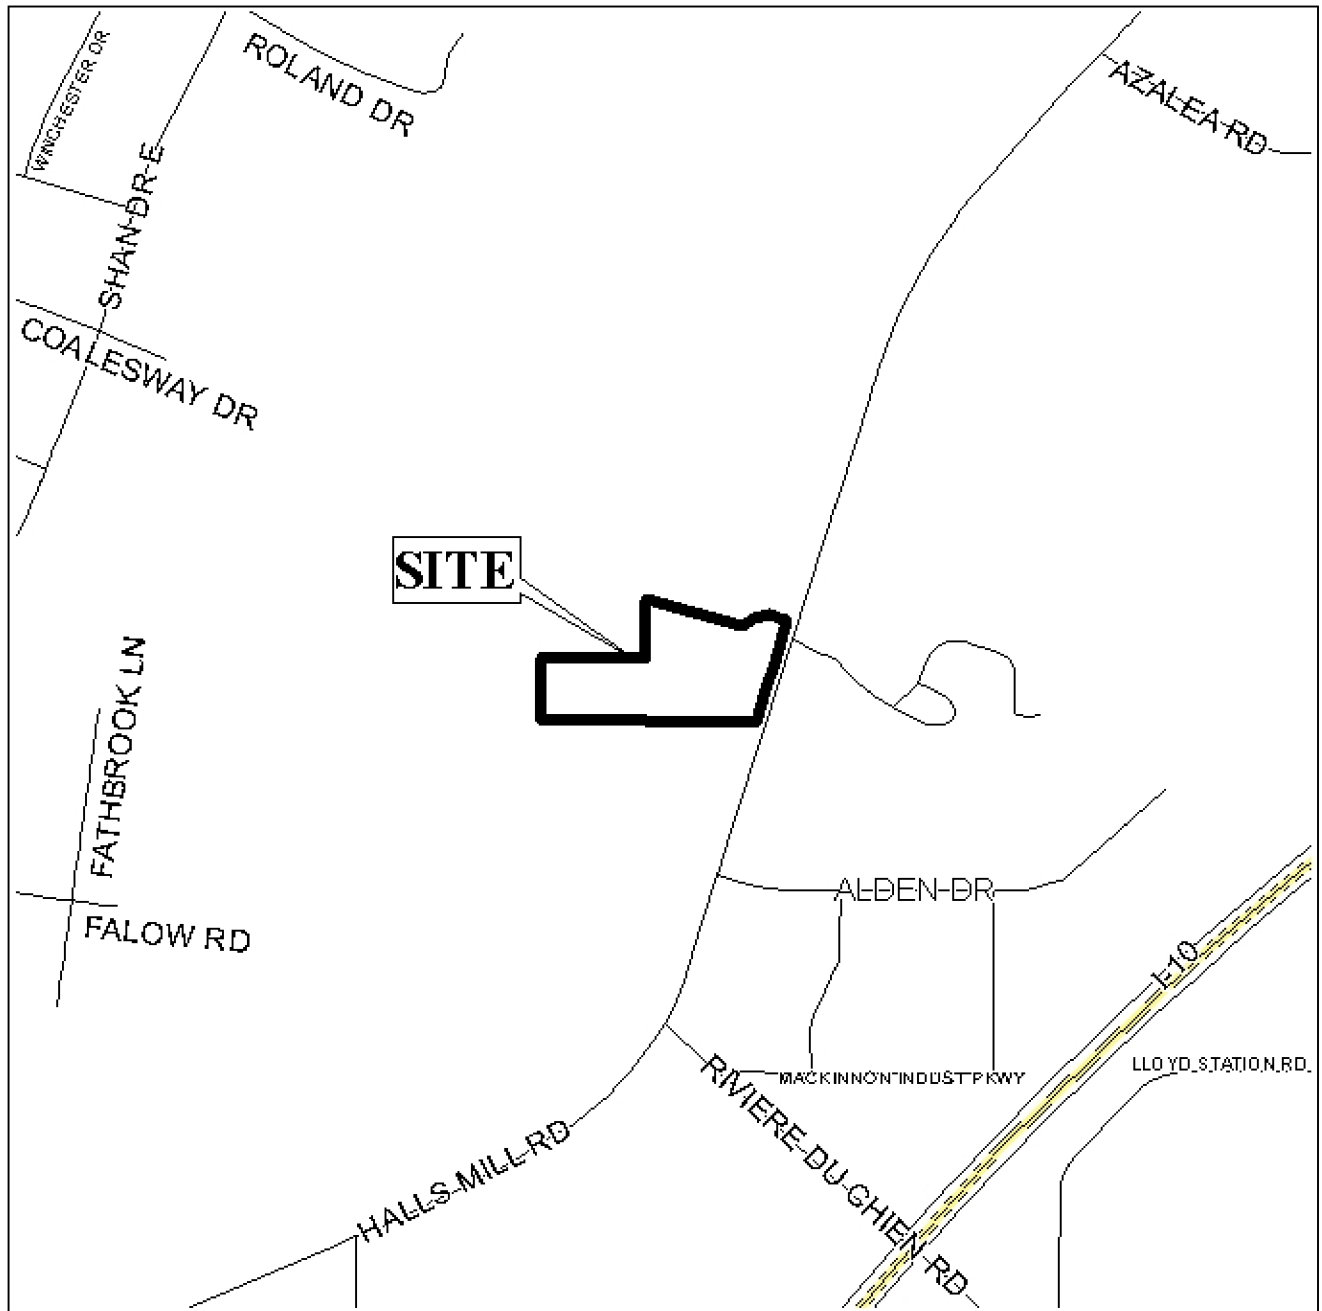 WINCHESTER DR
ROLAND DR
AZALEA RD
SHAN DR E
COALESWAY DR
SITE
FATHBROOK LN
ALDEN DR
FALOW RD
I-10
LLOYD STATION RD
MACKINNON INDUST PKWY
RIVIERE DU CHIEN RD
HALLS MILL RD